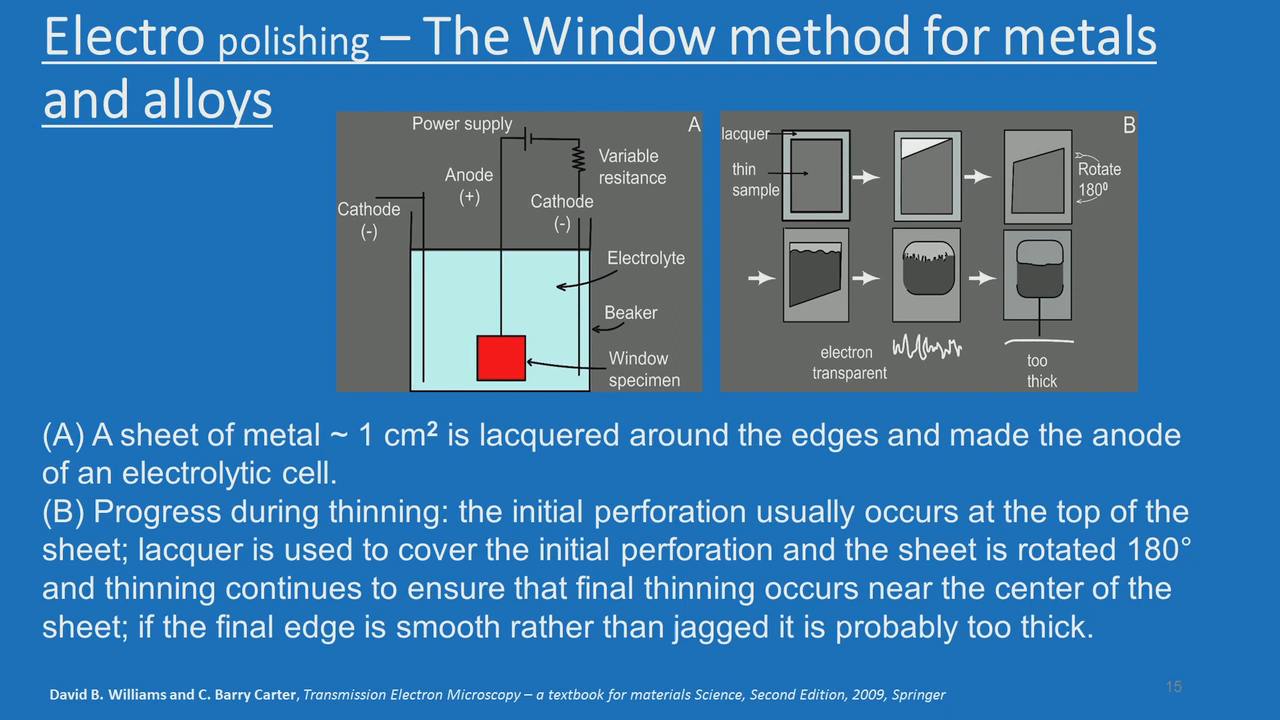 Electro polishing – The Window method for metals
and alloys
Power supply
A
Variable
resitance
Anode
(+)
Cathode
(-)
Cathode
(-)
Electrolyte
Beaker
Window
specimen
B
lacquer
thin
sample
Rotate
180⁰
electron
transparent
too
thick
(A) A sheet of metal ~ 1 cm² is lacquered around the edges and made the anode
of an electrolytic cell.
(B) Progress during thinning: the initial perforation usually occurs at the top of the
sheet; lacquer is used to cover the initial perforation and the sheet is rotated 180°
and thinning continues to ensure that final thinning occurs near the center of the
sheet; if the final edge is smooth rather than jagged it is probably too thick.
David B. Williams and C. Barry Carter, Transmission Electron Microscopy – a textbook for materials Science, Second Edition, 2009, Springer
15